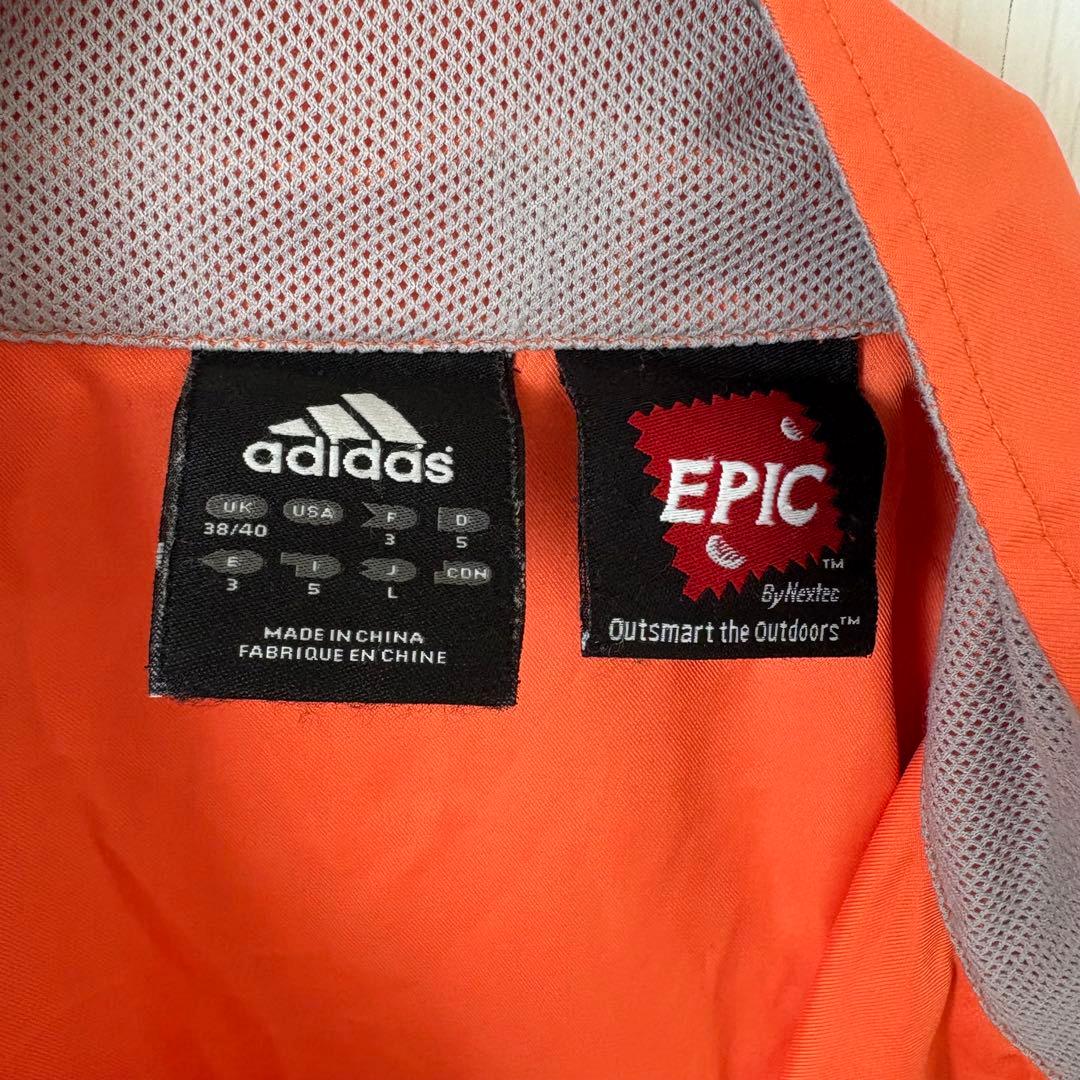 adidas
UK USA F D
38/40 3 5
E I J CDN
3 5 L
MADE IN CHINA
FABRIQUE EN CHINE
EPIC
TM
By Nextec
Outsmart the Outdoors™